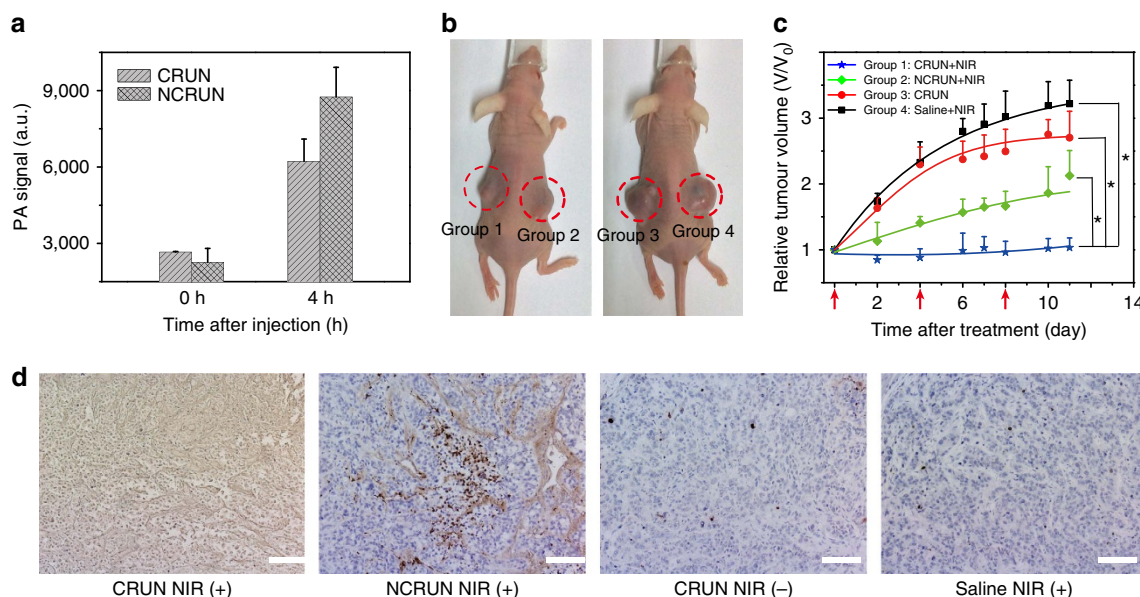 a
CRUN
NCRUN
9,000
6,000
3,000
PA signal (a.u.)
0 h
4 h
Time after injection (h)
b
Group 1
Group 2
Group 3
Group 4
c
Group 1: CRUN+NIR
Group 2: NCRUN+NIR
Group 3: CRUN
Group 4: Saline+NIR
Relative tumour volume (V/V₀)
4
3
2
1
*
*
*
2
6
10
14
Time after treatment (day)
d
CRUN NIR (+)
NCRUN NIR (+)
CRUN NIR (–)
Saline NIR (+)